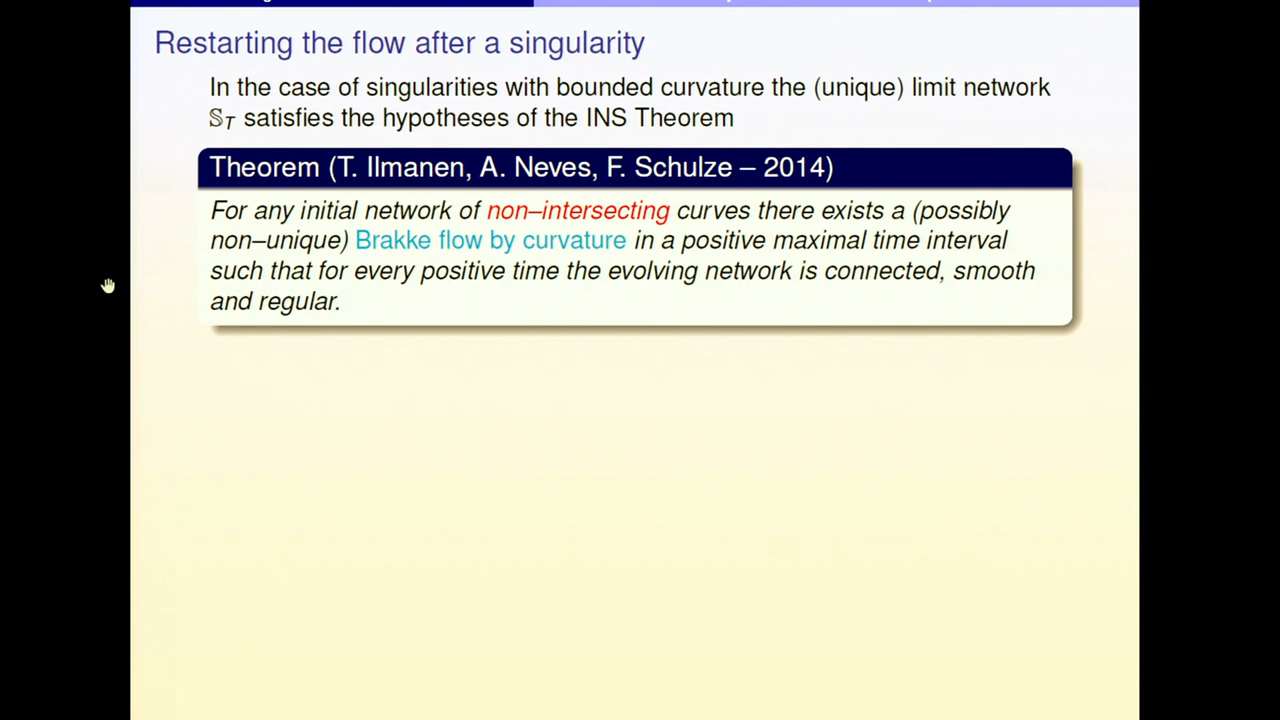 Restarting the flow after a singularity
In the case of singularities with bounded curvature the (unique) limit network
𝕊T satisfies the hypotheses of the INS Theorem
Theorem (T. Ilmanen, A. Neves, F. Schulze – 2014)
For any initial network of non–intersecting curves there exists a (possibly
non–unique) Brakke flow by curvature in a positive maximal time interval
such that for every positive time the evolving network is connected, smooth
and regular.